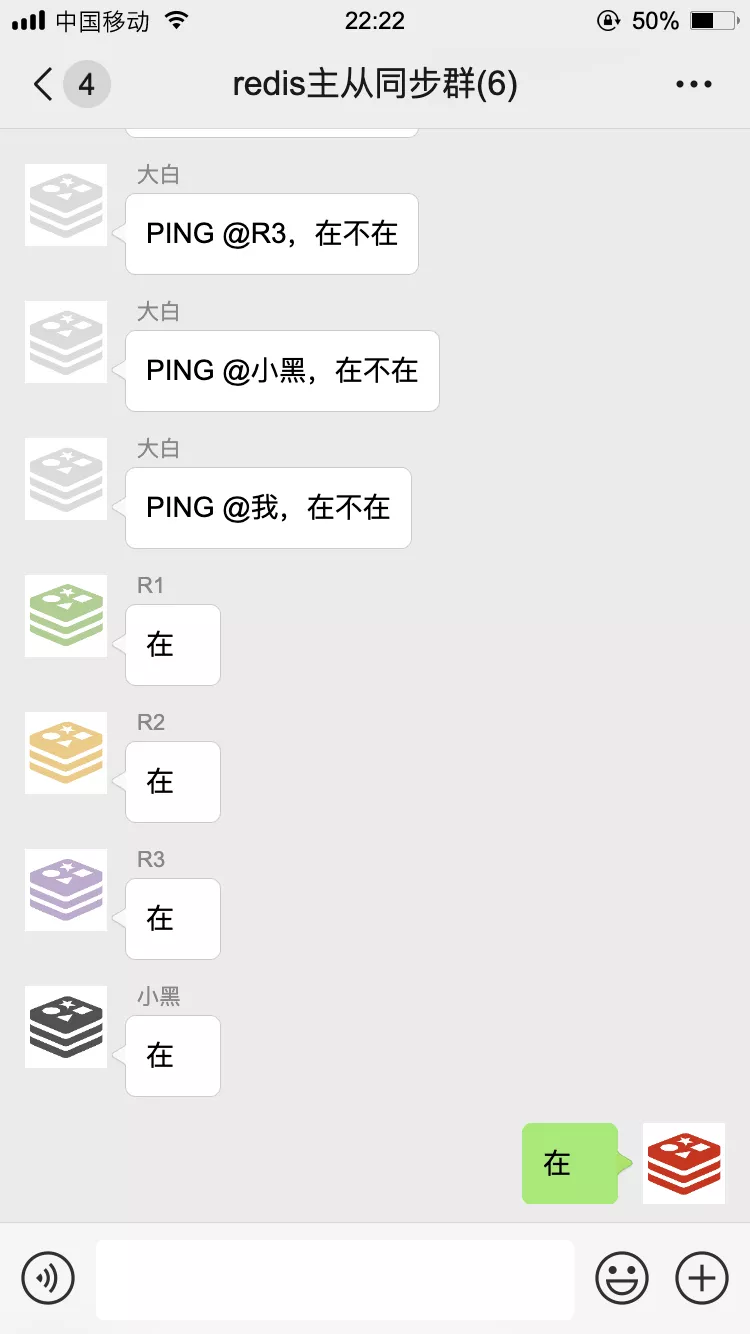 中国移动 22:22 50%
4 redis主从同步群(6)
大白
PING @R3，在不在
大白
PING @小黑，在不在
大白
PING @我，在不在
R1
在
R2
在
R3
在
小黑
在
在